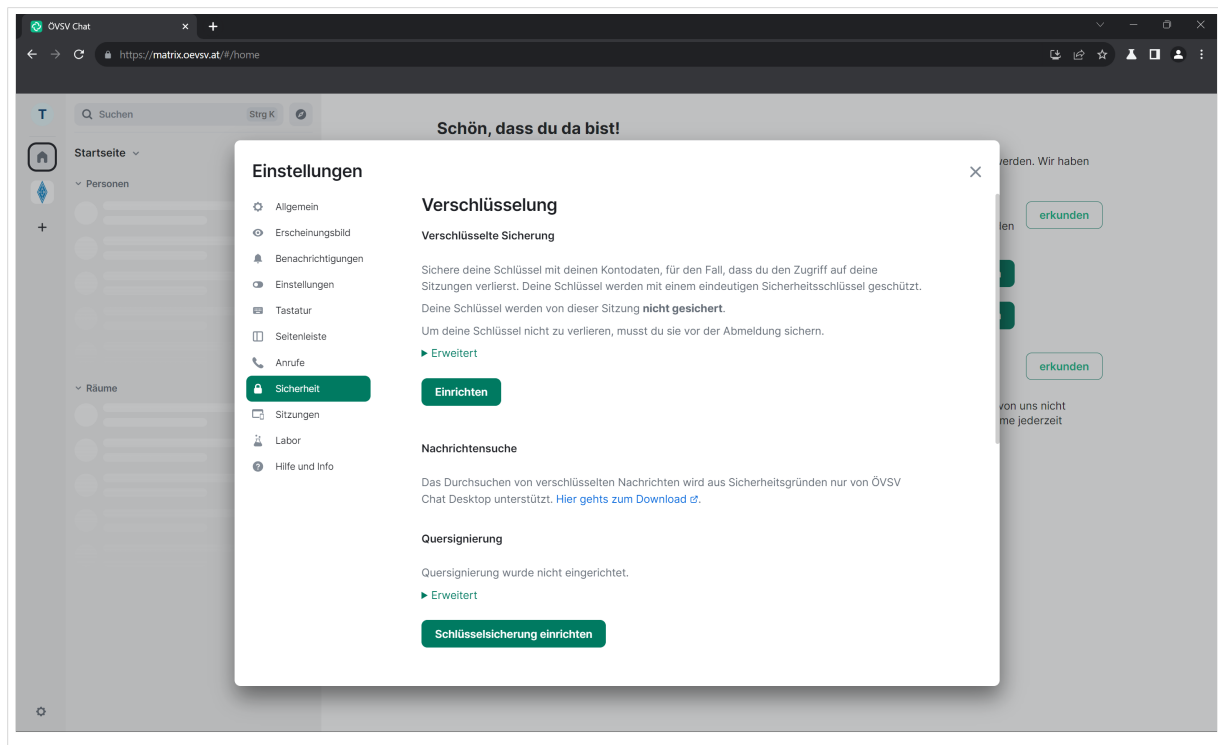 ÖVSV Chat
https://matrix.oevsv.at/#/home
T
Suchen
Strg K
Startseite
Personen
Räume
Schön, dass du da bist!
werden. Wir haben
erkunden
len
erkunden
von uns nicht
me jederzeit
Einstellungen
Allgemein
Erscheinungsbild
Benachrichtigungen
Einstellungen
Tastatur
Seitenleiste
Anrufe
Sicherheit
Sitzungen
Labor
Hilfe und Info
Verschlüsselung
Verschlüsselte Sicherung
Sichere deine Schlüssel mit deinen Kontodaten, für den Fall, dass du den Zugriff auf deine
Sitzungen verlierst. Deine Schlüssel werden mit einem eindeutigen Sicherheitsschlüssel geschützt.
Deine Schlüssel werden von dieser Sitzung nicht gesichert.
Um deine Schlüssel nicht zu verlieren, musst du sie vor der Abmeldung sichern.
Erweitert
Einrichten
Nachrichtensuche
Das Durchsuchen von verschlüsselten Nachrichten wird aus Sicherheitsgründen nur von ÖVSV
Chat Desktop unterstützt. Hier gehts zum Download.
Quersignierung
Quersignierung wurde nicht eingerichtet.
Erweitert
Schlüsselsicherung einrichten